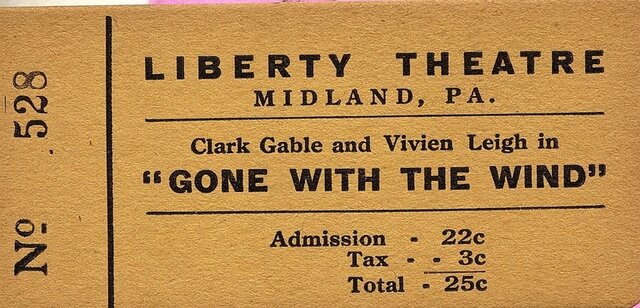 Nº 528
LIBERTY THEATRE
MIDLAND, PA.
Clark Gable and Vivien Leigh in
"GONE WITH THE WIND"
Admission - 22c
Tax - - 3c
Total - 25c